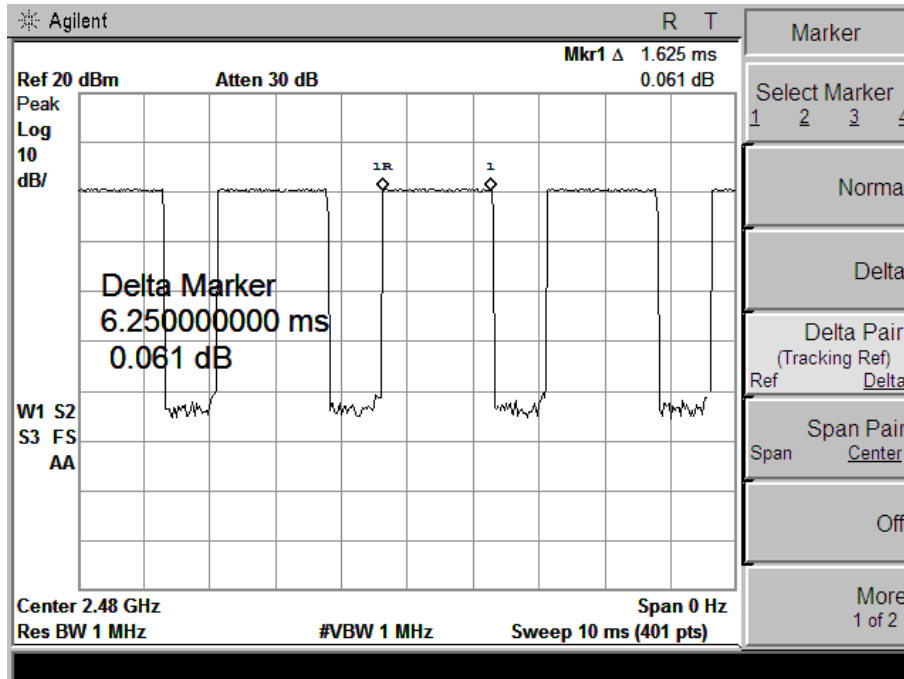 Agilent R T
Mkr1 Δ 1.625 ms
Ref 20 dBm Atten 30 dB 0.061 dB
Peak
Log
10
dB/
1R 1
Delta Marker
6.250000000 ms
0.061 dB
W1 S2
S3 FS
AA
Center 2.48 GHz Span 0 Hz
Res BW 1 MHz #VBW 1 MHz Sweep 10 ms (401 pts)
Marker
Select Marker
1 2 3 4
Norma
Delta
Delta Pair
(Tracking Ref)
Ref Delta
Span Pair
Span Center
Off
More
1 of 2